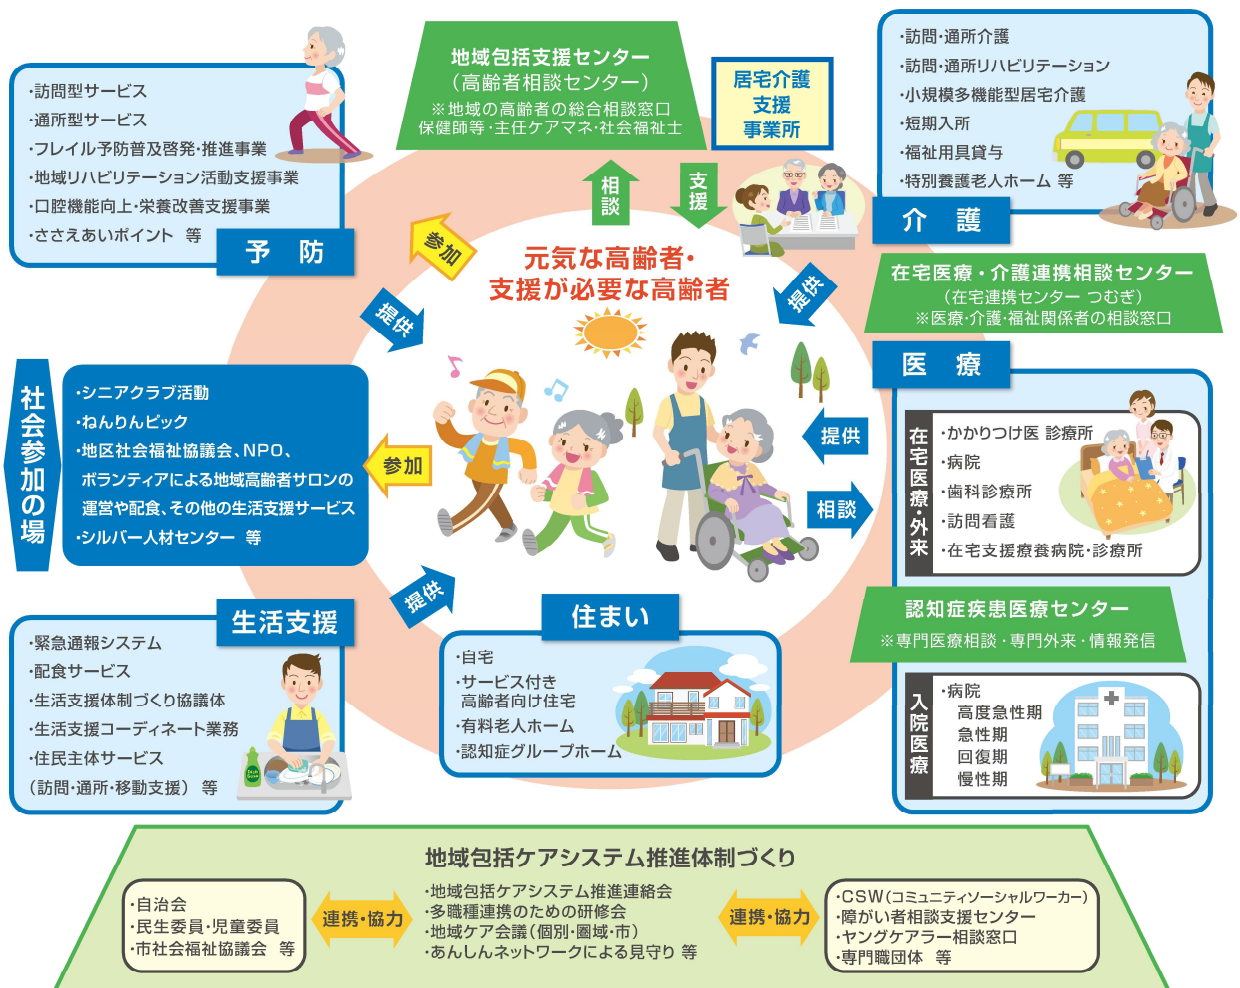 地域包括支援センター
（高齢者相談センター）
※地域の高齢者の総合相談窓口
保健師等・主任ケアマネ・社会福祉士
居宅介護
支援
事業所
・訪問・通所介護
・訪問・通所リハビリテーション
・小規模多機能型居宅介護
・短期入所
・福祉用具貸与
・特別養護老人ホーム 等
介 護
・訪問型サービス
・通所型サービス
・フレイル予防普及啓発・推進事業
・地域リハビリテーション活動支援事業
・口腔機能向上・栄養改善支援事業
・ささえあいポイント 等
予 防
相談
支援
参加
提供
提供
元気な高齢者・
支援が必要な高齢者
在宅医療・介護連携相談センター
（在宅連携センター つむぎ）
※医療・介護・福祉関係者の相談窓口
医 療
社会参加の場
・シニアクラブ活動
・ねんりんピック
・地区社会福祉協議会、NPO、
ボランティアによる地域高齢者サロンの
運営や配食、その他の生活支援サービス
・シルバー人材センター 等
参加
提供
相談
在宅医療・外来
・かかりつけ医 診療所
・病院
・歯科診療所
・訪問看護
・在宅支援療養病院・診療所
認知症疾患医療センター
※専門医療相談・専門外来・情報発信
入院医療
・病院
高度急性期
急性期
回復期
慢性期
提供
生活支援
・緊急通報システム
・配食サービス
・生活支援体制づくり協議体
・生活支援コーディネート業務
・住民主体サービス
（訪問・通所・移動支援） 等
住まい
・自宅
・サービス付き
高齢者向け住宅
・有料老人ホーム
・認知症グループホーム
地域包括ケアシステム推進体制づくり
・自治会
・民生委員・児童委員
・市社会福祉協議会 等
連携・協力
・地域包括ケアシステム推進連絡会
・多職種連携のための研修会
・地域ケア会議（個別・圏域・市）
・あんしんネットワークによる見守り 等
連携・協力
・CSW（コミュニティソーシャルワーカー）
・障がい者相談支援センター
・ヤングケアラー相談窓口
・専門職団体 等